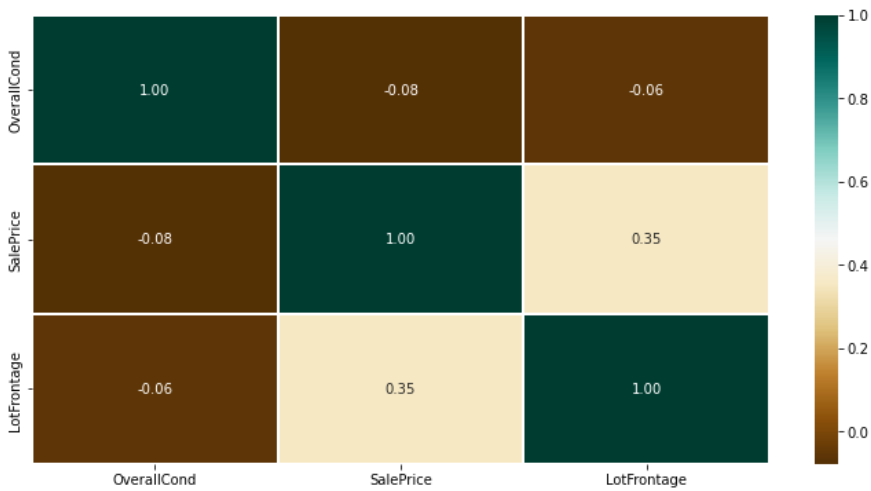 OverallCond
1.00
-0.08
-0.06
SalePrice
-0.08
1.00
0.35
LotFrontage
-0.06
0.35
1.00
OverallCond
SalePrice
LotFrontage
1.0
0.8
0.6
0.4
0.2
0.0